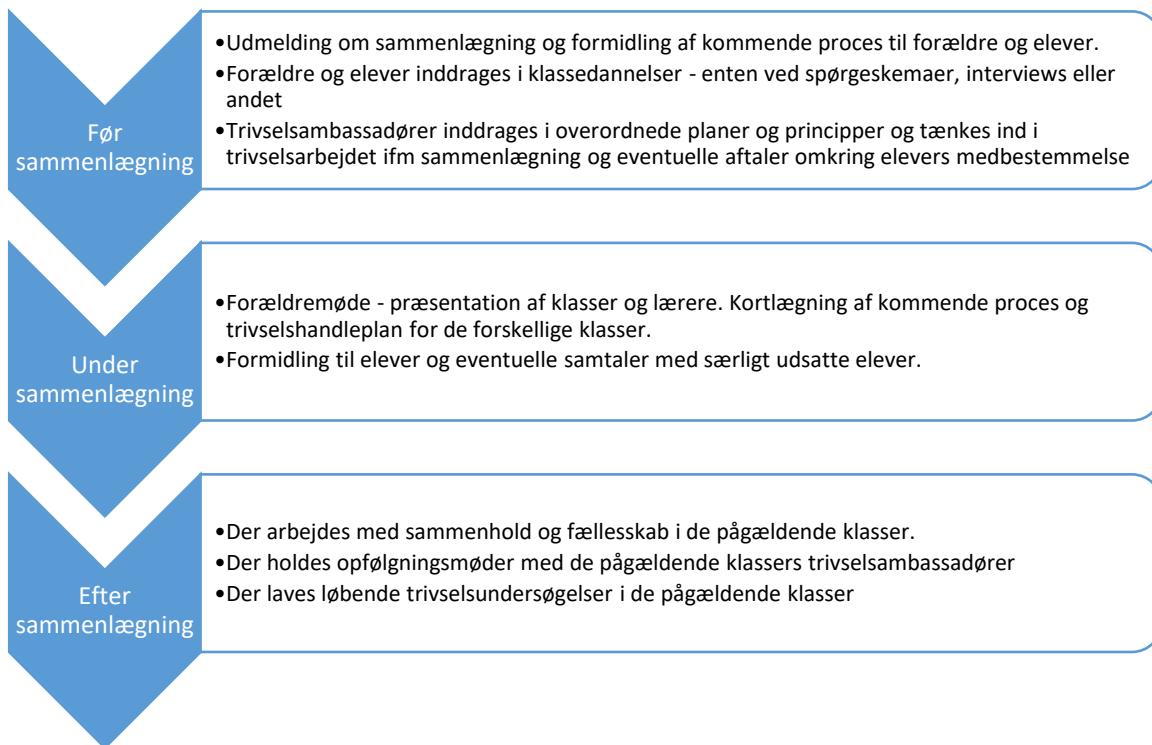 Før
sammenlægning
•Udmelding om sammenlægning og formidling af kommende proces til forældre og elever.
•Forældre og elever inddrages i klassedannelser - enten ved spørgeskemaer, interviews eller
andet
•Trivselsambassadører inddrages i overordnede planer og principper og tænkes ind i
trivselsarbejdet ifm sammenlægning og eventuelle aftaler omkring elevers medbestemmelse
Under
sammenlægning
•Forældremøde - præsentation af klasser og lærere. Kortlægning af kommende proces og
trivselshandleplan for de forskellige klasser.
•Formidling til elever og eventuelle samtaler med særligt udsatte elever.
Efter
sammenlægning
•Der arbejdes med sammenhold og fællesskab i de pågældende klasser.
•Der holdes opfølgningsmøder med de pågældende klassers trivselsambassadører
•Der laves løbende trivselsundersøgelser i de pågældende klasser